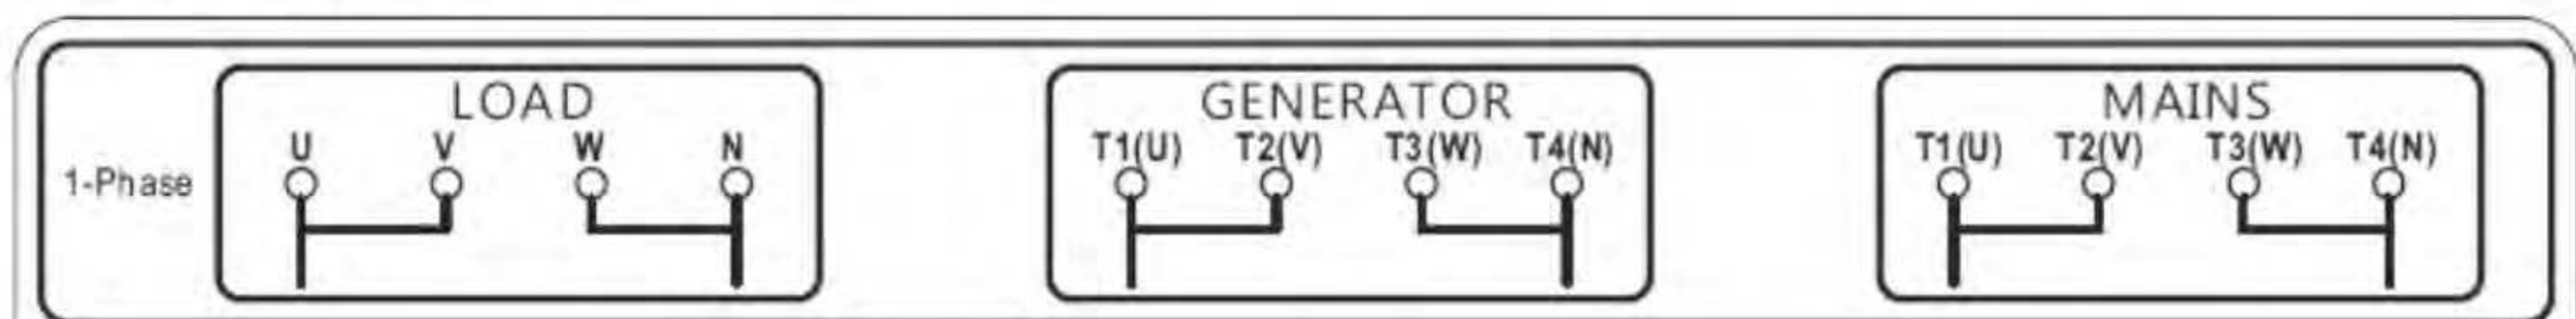 LOAD GENERATOR MAINS
U V W N T1(U) T2(V) T3(W) T4(N) T1(U) T2(V) T3(W) T4(N)
1-Phase